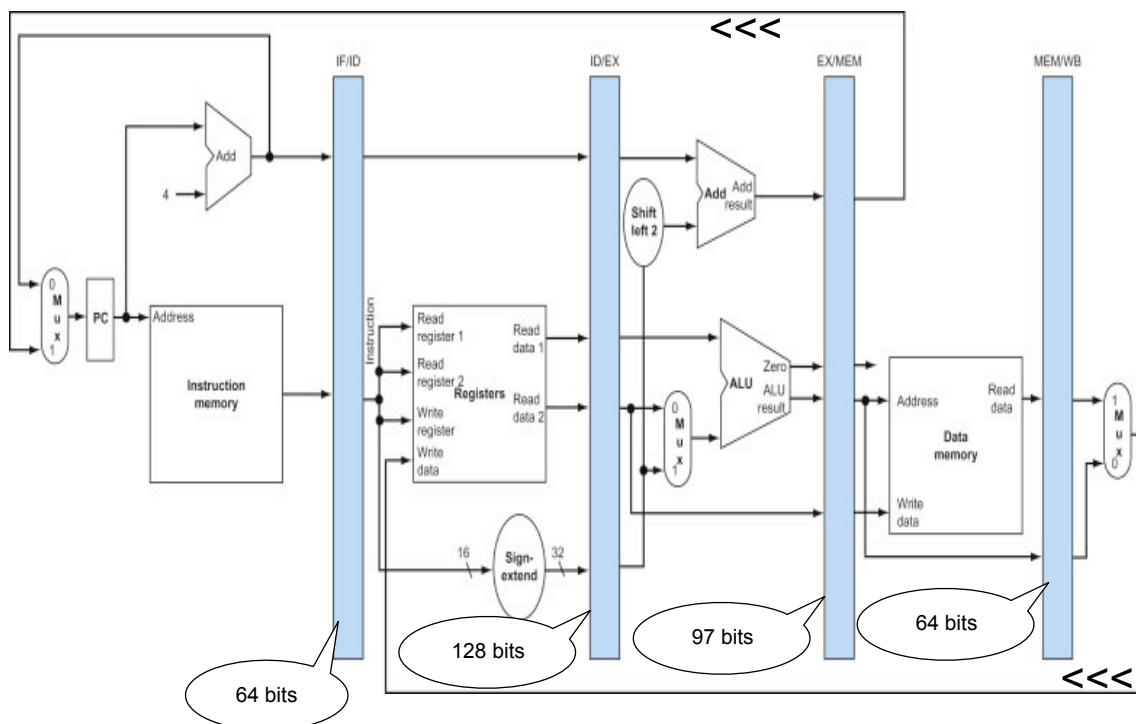 <<<
IF/ID
ID/EX
EX/MEM
MEM/WB
Add
4
Shift
left 2
Add
Add
result
0
M
u
x
1
PC
Address
Instruction
memory
Instruction
Read
register 1
Read
register 2
Registers
Write
register
Write
data
Read
data 1
Read
data 2
0
M
u
x
1
Zero
ALU
ALU
result
Address
Read
data
Data
memory
Write
data
1
M
u
x
0
16
Sign-
extend
32
64 bits
128 bits
97 bits
64 bits
<<<